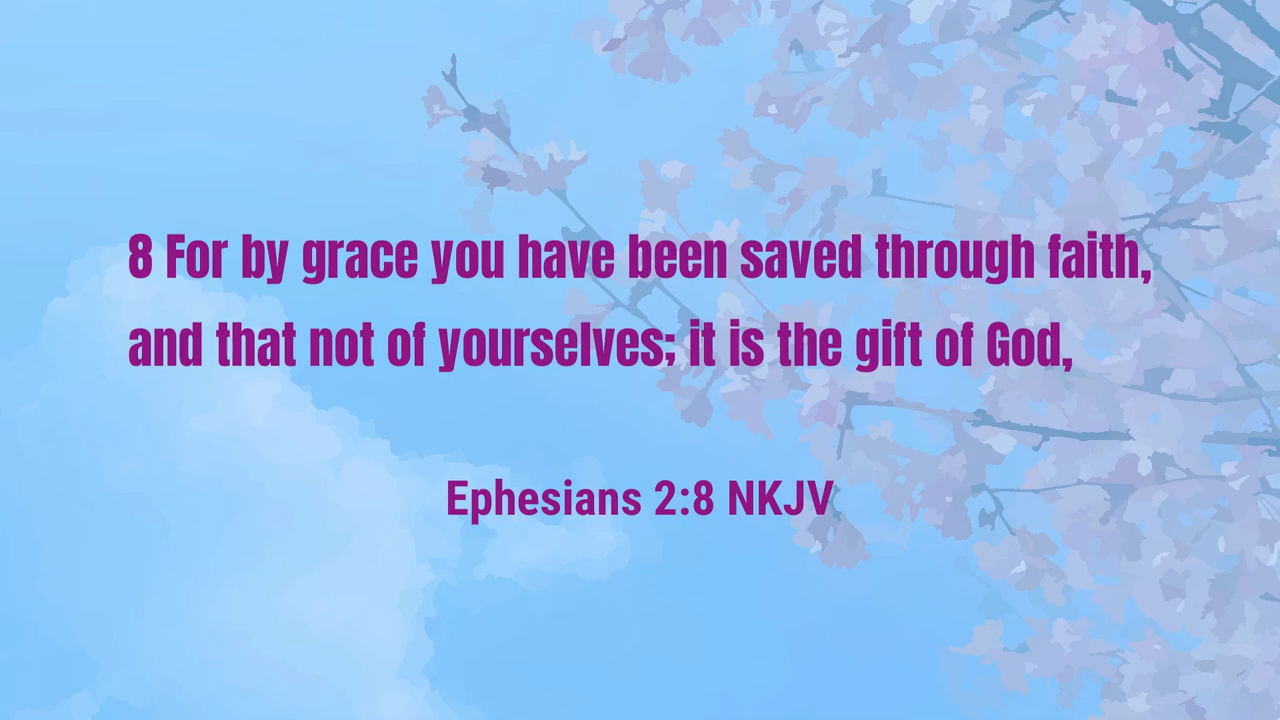 8 For by grace you have been saved through faith,
and that not of yourselves; it is the gift of God,
Ephesians 2:8 NKJV